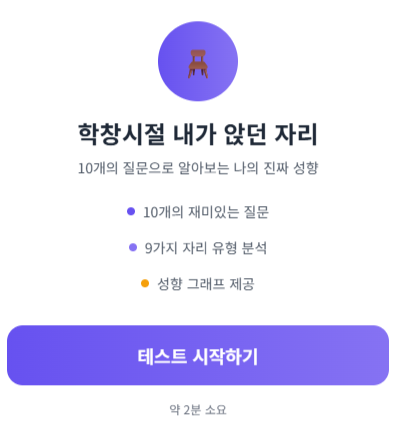 학창시절 내가 앉던 자리
10개의 질문으로 알아보는 나의 진짜 성향
10개의 재미있는 질문
9가지 자리 유형 분석
성향 그래프 제공
테스트 시작하기
약 2분 소요